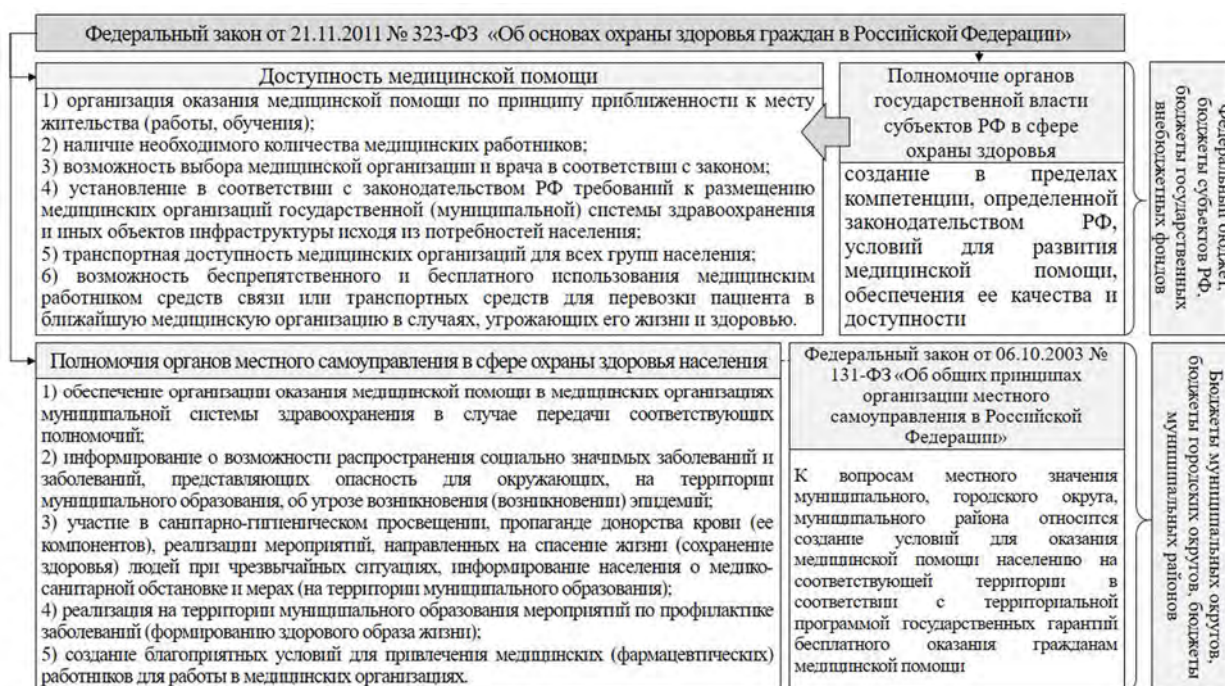 Федеральный закон от 21.11.2011 № 323-ФЗ «Об основах охраны здоровья граждан в Российской Федерации»
Доступность медицинской помощи
1) организация оказания медицинской помощи по принципу приближенности к месту
жительства (работы, обучения);
2) наличие необходимого количества медицинских работников;
3) возможность выбора медицинской организации и врача в соответствии с законом;
4) установление в соответствии с законодательством РФ требований к размещению
медицинских организаций государственной (муниципальной) системы здравоохранения
и иных объектов инфраструктуры исходя из потребностей населения;
5) транспортная доступность медицинских организаций для всех групп населения;
6) возможность беспрепятственного и бесплатного использования медицинским
работником средств связи или транспортных средств для перевозки пациента в
ближайшую медицинскую организацию в случаях, угрожающих его жизни и здоровью.
Полномочие органов
государственной власти
субъектов РФ в сфере
охраны здоровья
создание в пределах
компетенции, определенной
законодательством РФ,
условий для развития
медицинской помощи,
обеспечения ее качества и
доступности
Федеральный бюджет,
бюджеты субъектов РФ,
бюджеты государственных
внебюджетных фондов
Полномочия органов местного самоуправления в сфере охраны здоровья населения
1) обеспечение организации оказания медицинской помощи в медицинских организациях
муниципальной системы здравоохранения в случае передачи соответствующих
полномочий;
2) информирование о возможности распространения социально значимых заболеваний и
заболеваний, представляющих опасность для окружающих, на территории
муниципального образования, об угрозе возникновения (возникновении) эпидемий;
3) участие в санитарно-гигиеническом просвещении, пропаганде донорства крови (ее
компонентов), реализации мероприятий, направленных на спасение жизни (сохранение
здоровья) людей при чрезвычайных ситуациях, информирование населения о медико-
санитарной обстановке и мерах (на территории муниципального образования);
4) реализация на территории муниципального образования мероприятий по профилактике
заболеваний (формированию здорового образа жизни);
5) создание благоприятных условий для привлечения медицинских (фармацевтических)
работников для работы в медицинских организациях.
Федеральный закон от 06.10.2003 №
131-ФЗ «Об общих принципах
организации местного
самоуправления в Российской
Федерации»
К вопросам местного значения
муниципального, городского округа,
муниципального района относится
создание условий для оказания
медицинской помощи населению на
соответствующей территории в
соответствии с территориальной
программой государственных гарантий
бесплатного оказания гражданам
медицинской помощи
Бюджеты муниципальных округов,
бюджеты городских округов, бюджеты
муниципальных районов